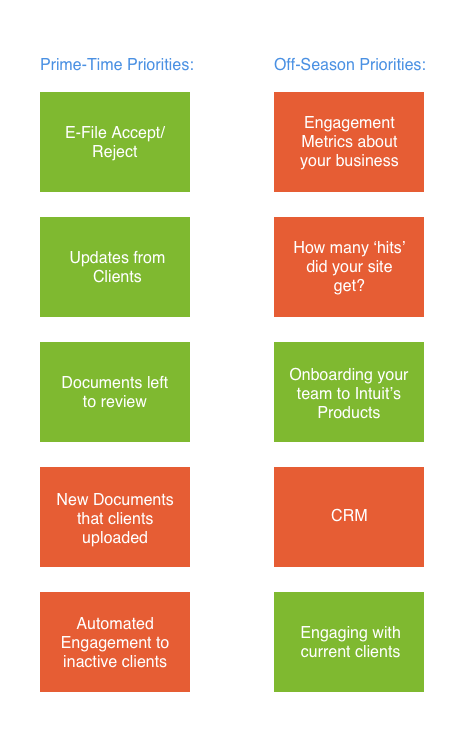 Prime-Time Priorities:
E-File Accept/
Reject
Updates from
Clients
Documents left
to review
New Documents
that clients
uploaded
Automated
Engagement to
inactive clients
Off-Season Priorities:
Engagement
Metrics about
your business
How many ‘hits’
did your site
get?
Onboarding your
team to Intuit’s
Products
CRM
Engaging with
current clients